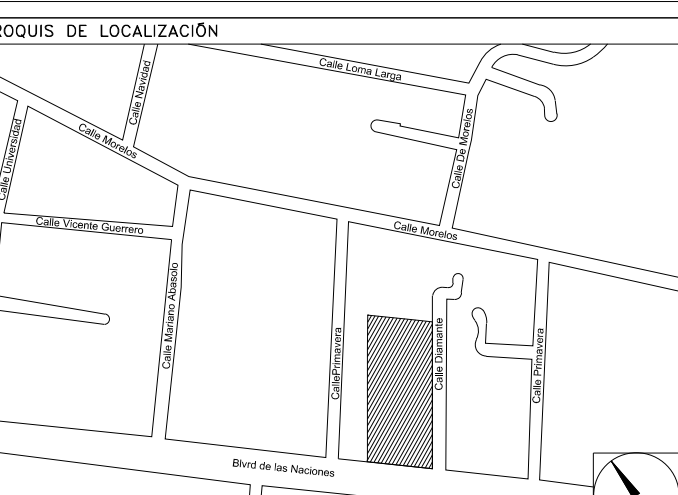 ROQUIS DE LOCALIZACIÓN
Calle Loma Larga
Calle Navidad
Calle De Morelos
Calle Morelos
Calle Universidad
Calle Vicente Guerrero
Calle Morelos
Calle Mariano Abasolo
CallePrimavera
Calle Diamante
Calle Primavera
Blvrd de las Naciones